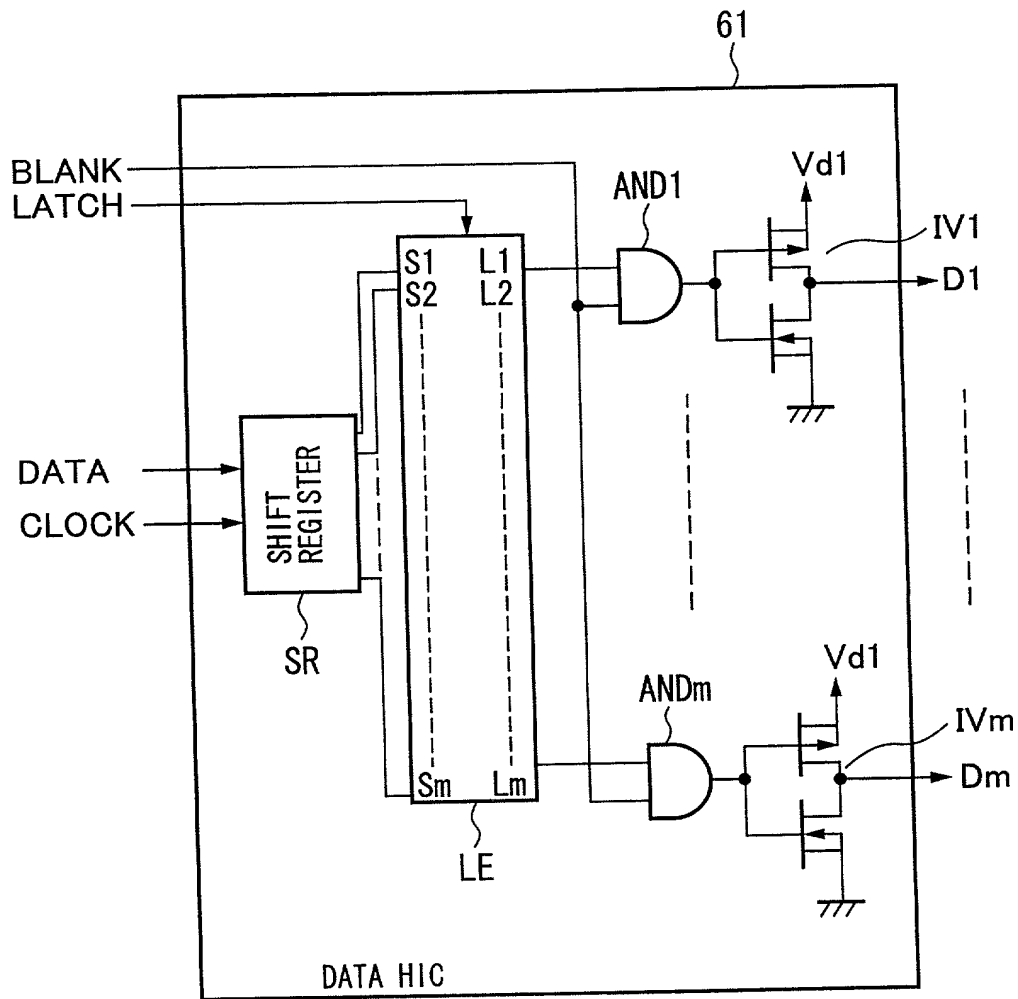 61
BLANK
LATCH
AND1
Vd1
IV1
D1
S1 L1
S2 L2
DATA
CLOCK
SHIFT
REGISTER
SR
ANDm
Vd1
IVm
Dm
Sm Lm
LE
DATA HIC